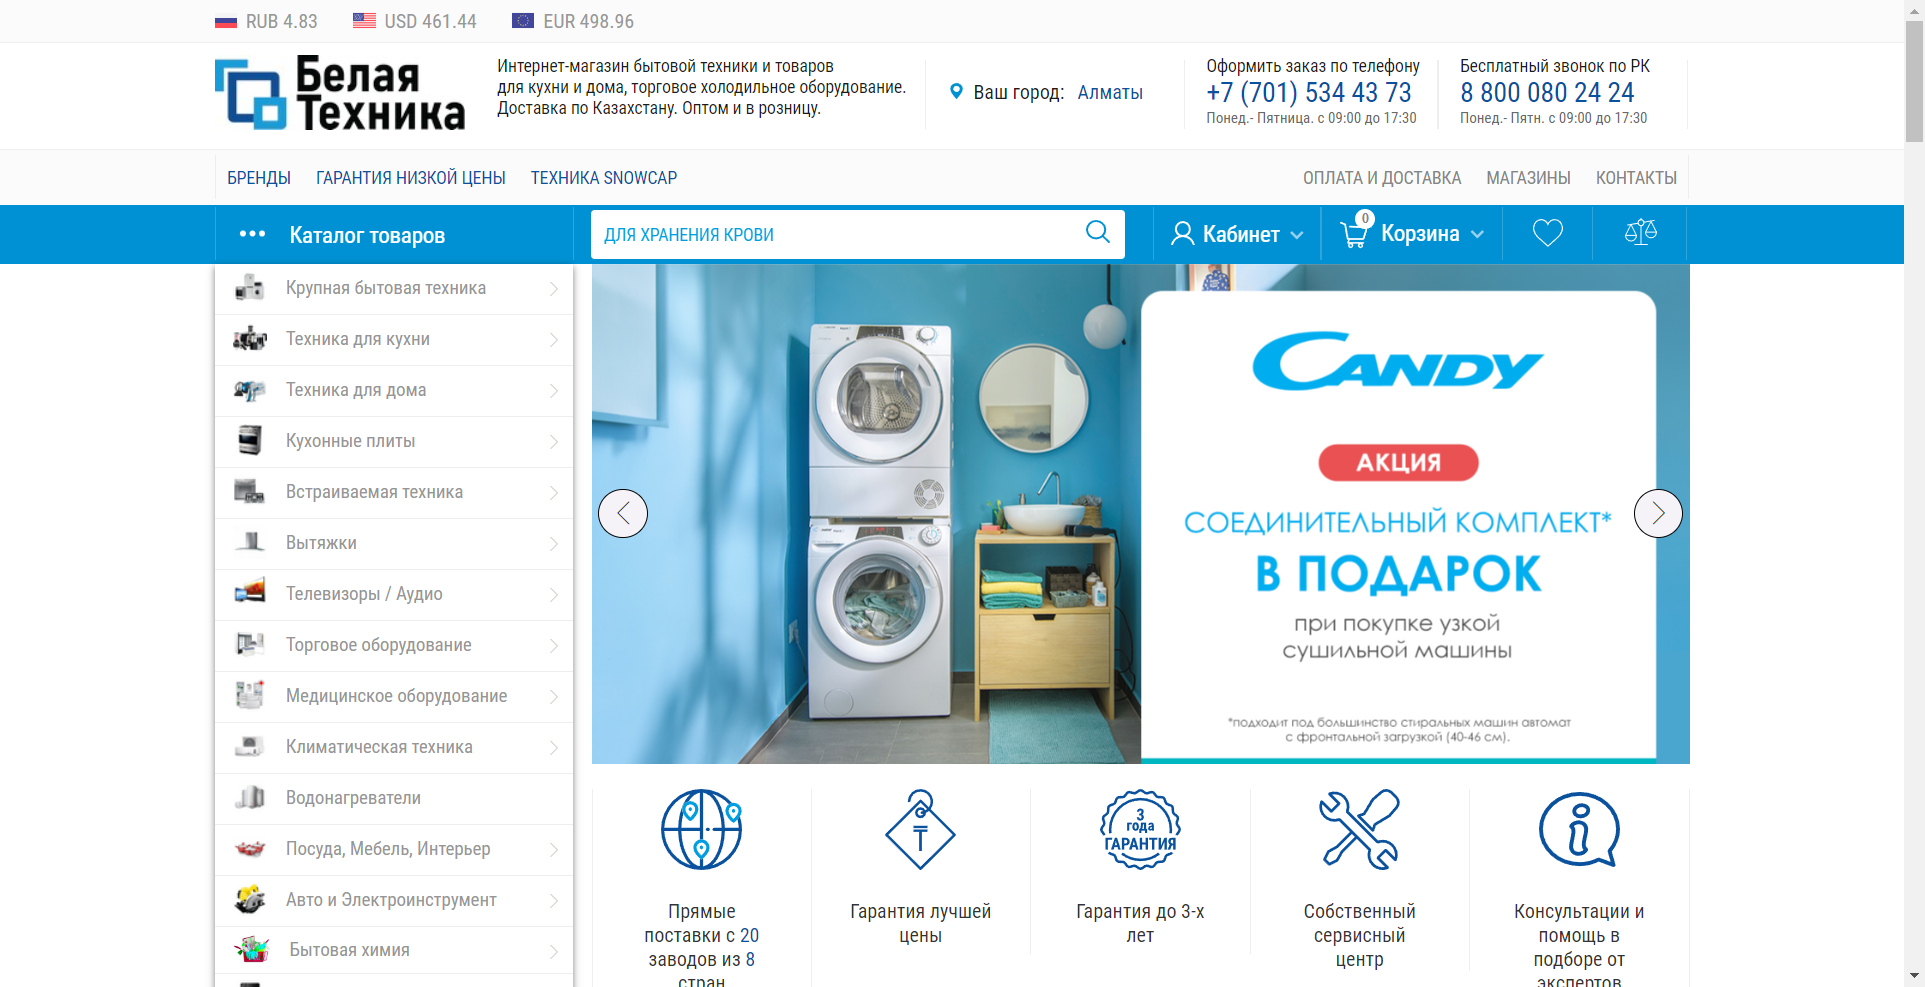 RUB 4.83 USD 461.44 EUR 498.96
Белая
Техника
Интернет-магазин бытовой техники и товаров
для кухни и дома, торговое холодильное оборудование.
Доставка по Казахстану. Оптом и в розницу.
Ваш город: Алматы
Оформить заказ по телефону
+7 (701) 534 43 73
Понед.- Пятница. с 09:00 до 17:30
Бесплатный звонок по РК
8 800 080 24 24
Понед.- Пятн. с 09:00 до 17:30
БРЕНДЫ ГАРАНТИЯ НИЗКОЙ ЦЕНЫ ТЕХНИКА SNOWCAP
ОПЛАТА И ДОСТАВКА МАГАЗИНЫ КОНТАКТЫ
Каталог товаров
ДЛЯ ХРАНЕНИЯ КРОВИ
Кабинет
0
Корзина
Крупная бытовая техника
Техника для кухни
Техника для дома
Кухонные плиты
Встраиваемая техника
Вытяжки
Телевизоры / Аудио
Торговое оборудование
Медицинское оборудование
Климатическая техника
Водонагреватели
Посуда, Мебель, Интерьер
Авто и Электроинструмент
Бытовая химия
CANDY
АКЦИЯ
СОЕДИНИТЕЛЬНЫЙ КОМПЛЕКТ*
В ПОДАРОК
при покупке узкой
сушильной машины
*подходит под большинство стиральных машин автомат
с фронтальной загрузкой (40-46 см).
Прямые
поставки с 20
заводов из 8
стран
₸
Гарантия лучшей
цены
3
года
ГАРАНТИЯ
Гарантия до 3-х
лет
Собственный
сервисный
центр
Консультации и
помощь в
подборе от
экспертов